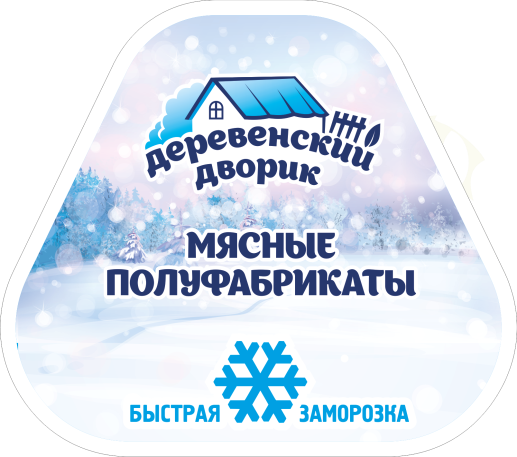 деревенский
дворик
МЯСНЫЕ
ПОЛУФАБРИКАТЫ
БЫСТРАЯ ЗАМОРОЗКА